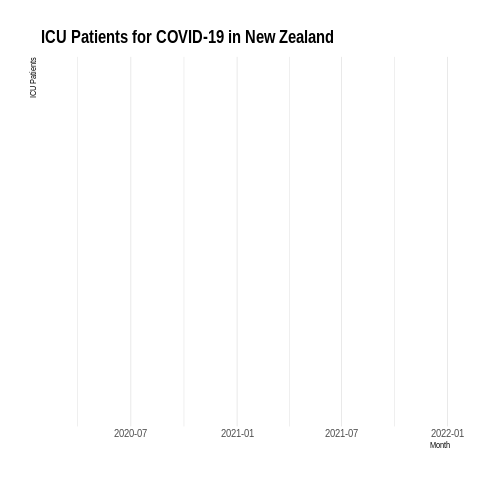 ICU Patients for COVID-19 in New Zealand
ICU Patients
2020-07
2021-01
2021-07
2022-01
Month